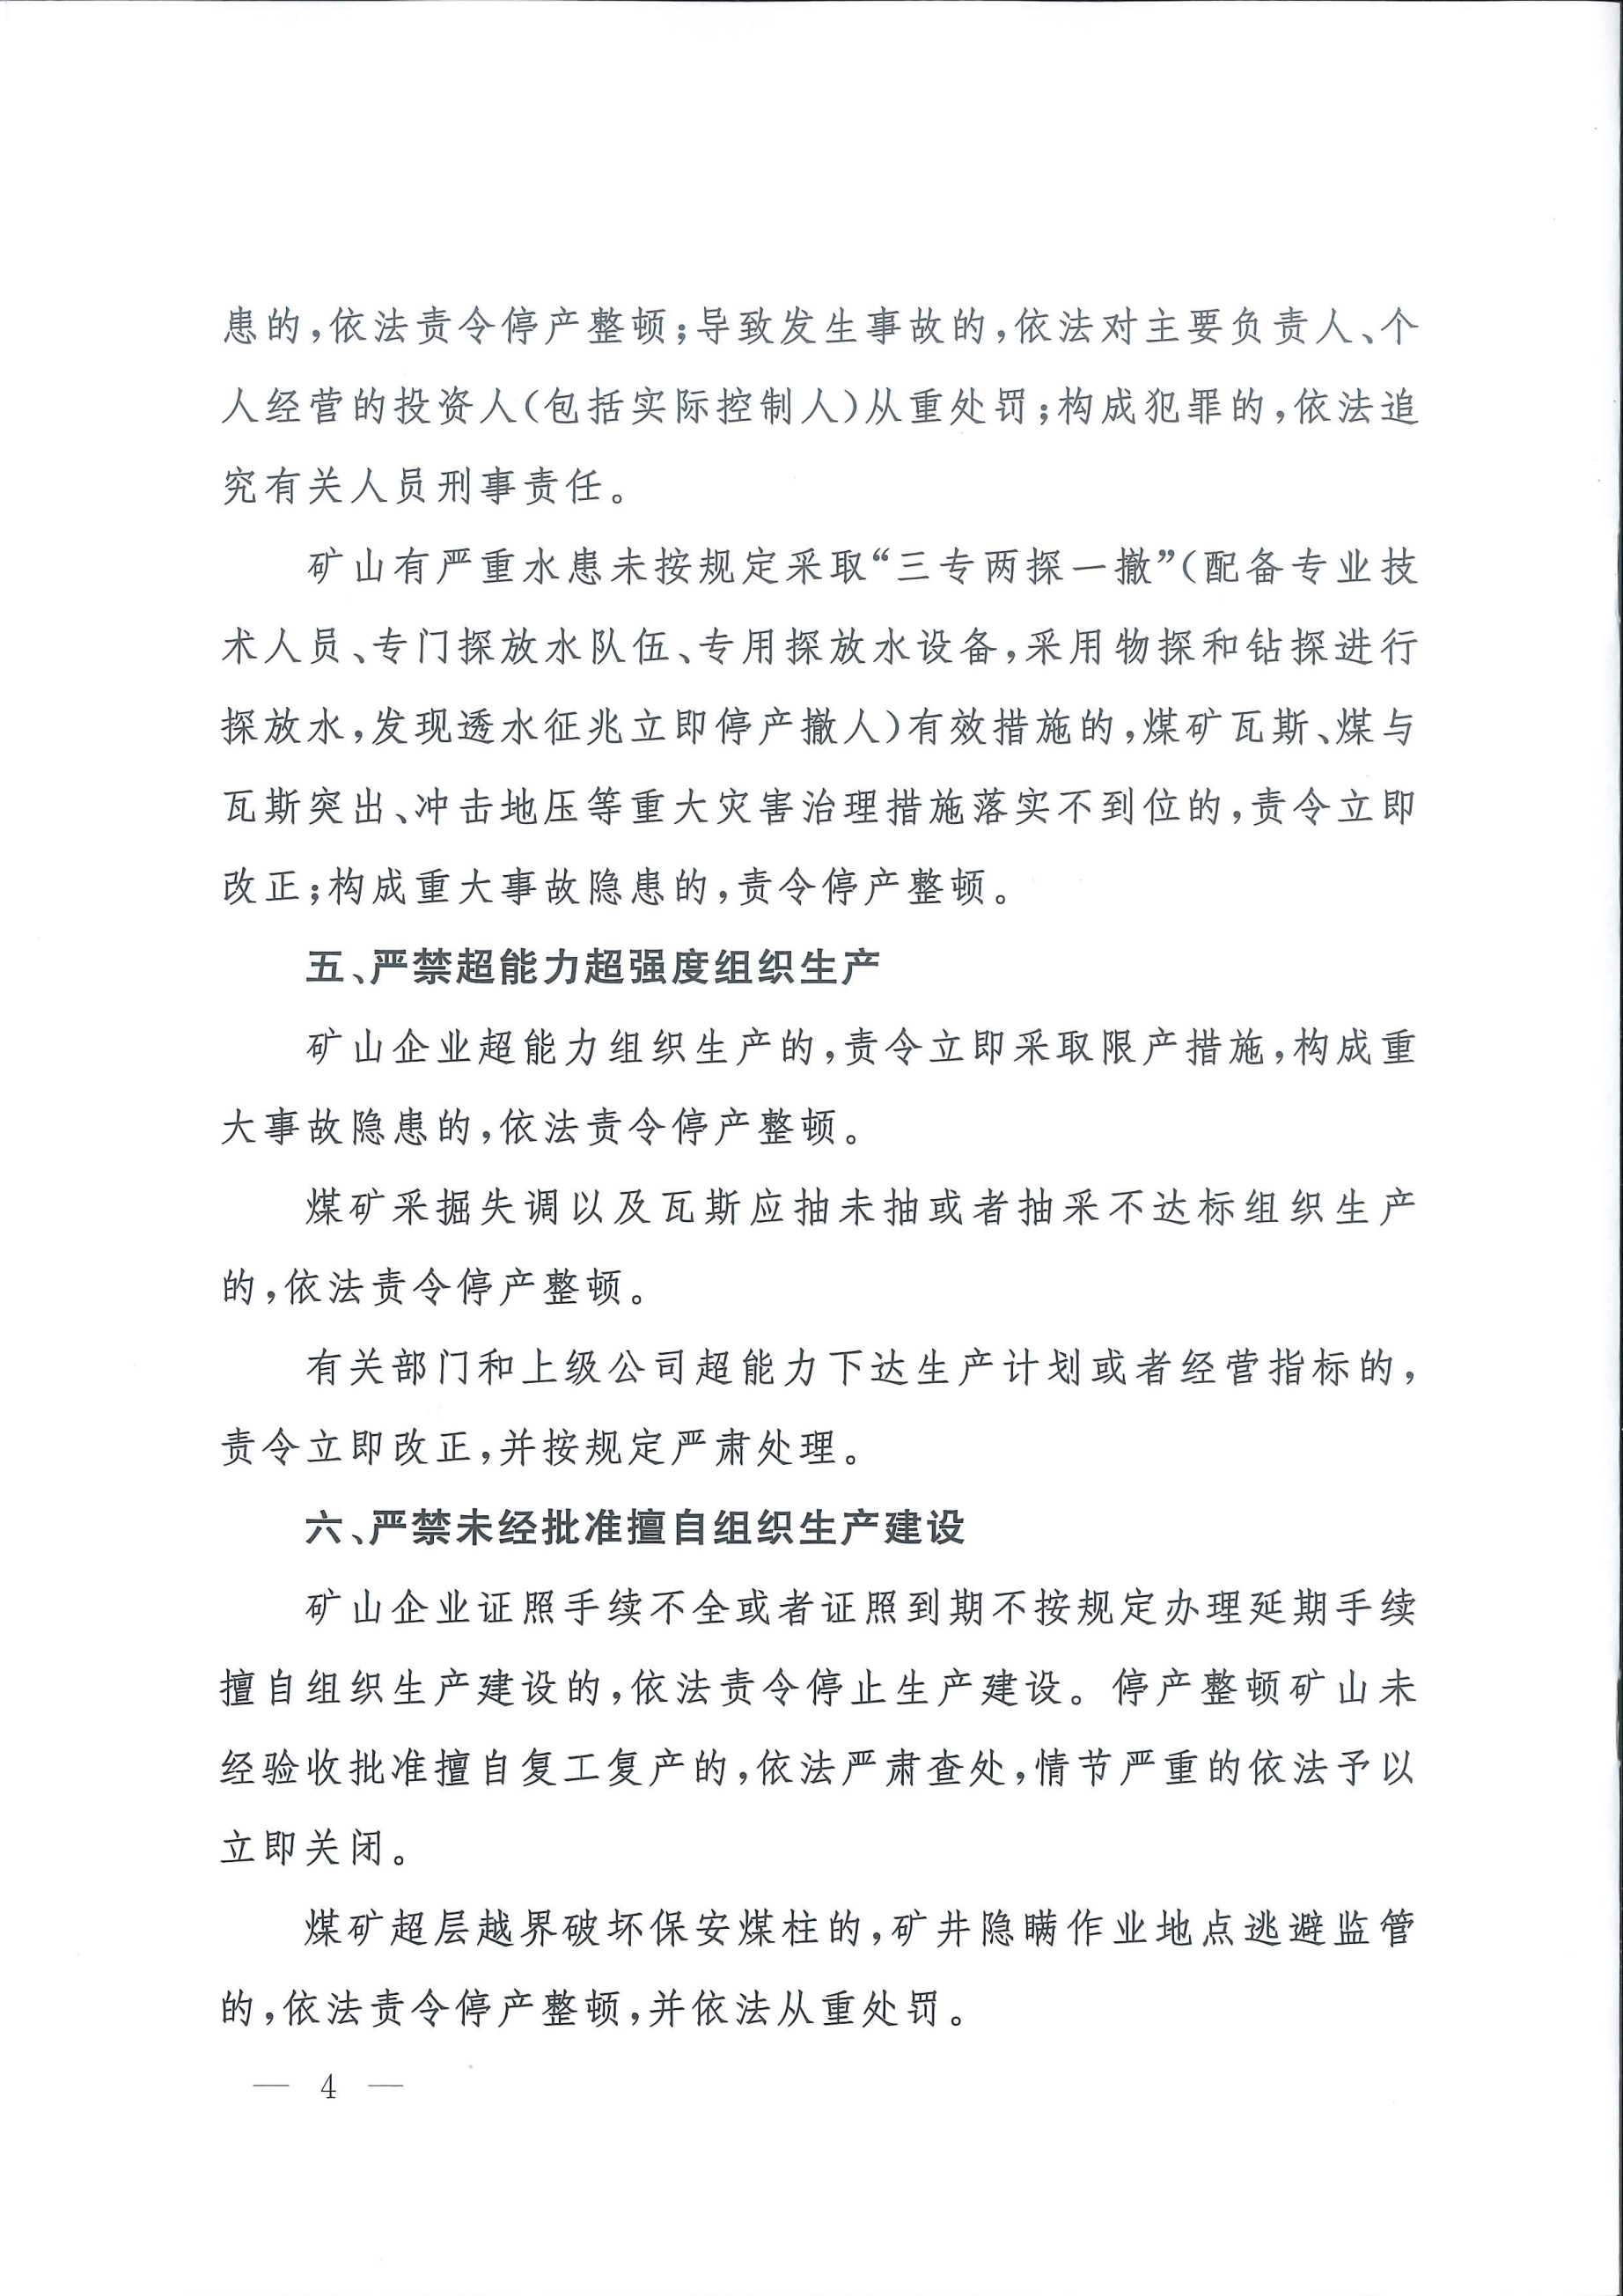 患的,依法责令停产整顿;导致发生事故的,依法对主要负责人、个
人经营的投资人(包括实际控制人)从重处罚;构成犯罪的,依法追
究有关人员刑事责任。
矿山有严重水患未按规定采取“三专两探一撤”(配备专业技
术人员、专门探放水队伍、专用探放水设备,采用物探和钻探进行
探放水,发现透水征兆立即停产撤人)有效措施的,煤矿瓦斯、煤与
瓦斯突出、冲击地压等重大灾害治理措施落实不到位的,责令立即
改正;构成重大事故隐患的,责令停产整顿。
五、严禁超能力超强度组织生产
矿山企业超能力组织生产的,责令立即采取限产措施,构成重
大事故隐患的,依法责令停产整顿。
煤矿采掘失调以及瓦斯应抽未抽或者抽采不达标组织生产
的,依法责令停产整顿。
有关部门和上级公司超能力下达生产计划或者经营指标的,
责令立即改正,并按规定严肃处理。
六、严禁未经批准擅自组织生产建设
矿山企业证照手续不全或者证照到期不按规定办理延期手续
擅自组织生产建设的,依法责令停止生产建设。停产整顿矿山未
经验收批准擅自复工复产的,依法严肃查处,情节严重的依法予以
立即关闭。
煤矿超层越界破坏保安煤柱的,矿井隐瞒作业地点逃避监管
的,依法责令停产整顿,并依法从重处罚。
— 4 —